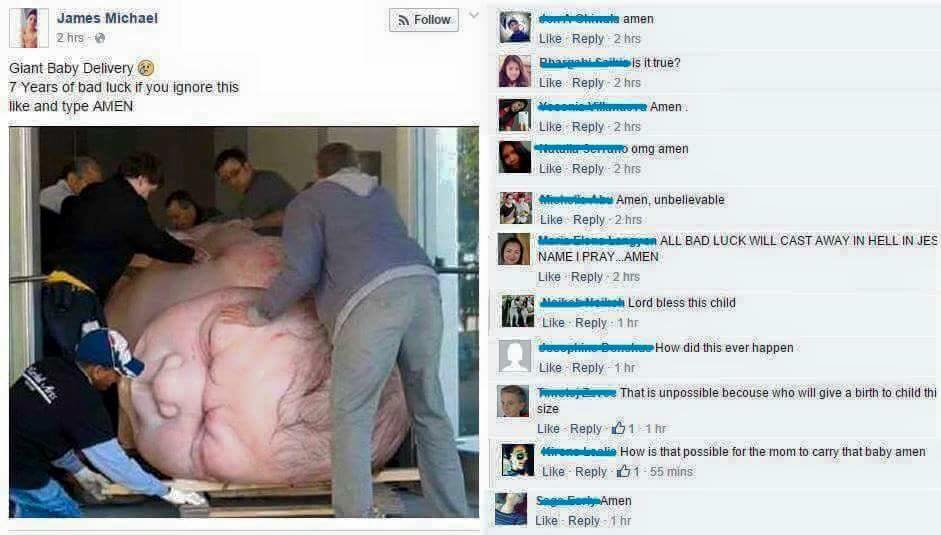 James Michael
2 hrs ·
Follow
Giant Baby Delivery
7 Years of bad luck if you ignore this
like and type AMEN
amen
Like · Reply · 2 hrs
is it true?
Like · Reply · 2 hrs
Amen .
Like · Reply · 2 hrs
omg amen
Like · Reply · 2 hrs
Amen, unbelievable
Like · Reply · 2 hrs
ALL BAD LUCK WILL CAST AWAY IN HELL IN JES
NAME I PRAY...AMEN
Like · Reply · 2 hrs
Lord bless this child
Like · Reply · 1 hr
How did this ever happen
Like · Reply · 1 hr
That is unpossible becouse who will give a birth to child thi
size
Like · Reply · 1 · 1 hr
How is that possible for the mom to carry that baby amen
Like · Reply · 1 · 55 mins
Amen
Like · Reply · 1 hr